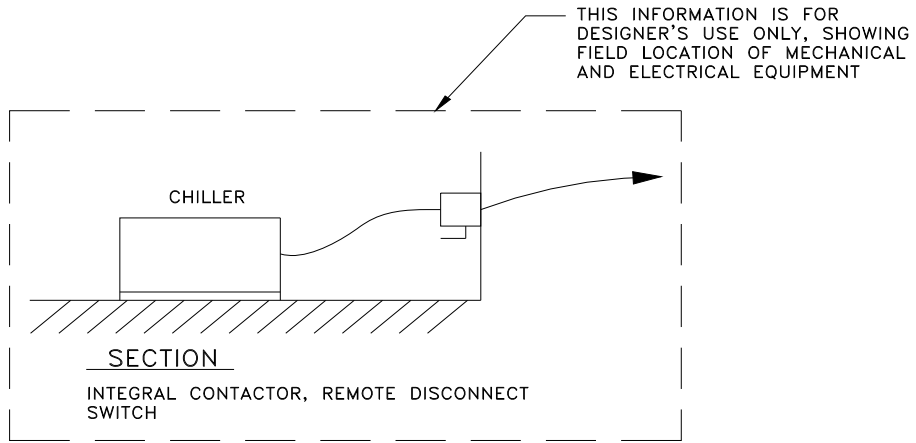 THIS INFORMATION IS FOR
DESIGNER'S USE ONLY, SHOWING
FIELD LOCATION OF MECHANICAL
AND ELECTRICAL EQUIPMENT
CHILLER
SECTION
INTEGRAL CONTACTOR, REMOTE DISCONNECT
SWITCH